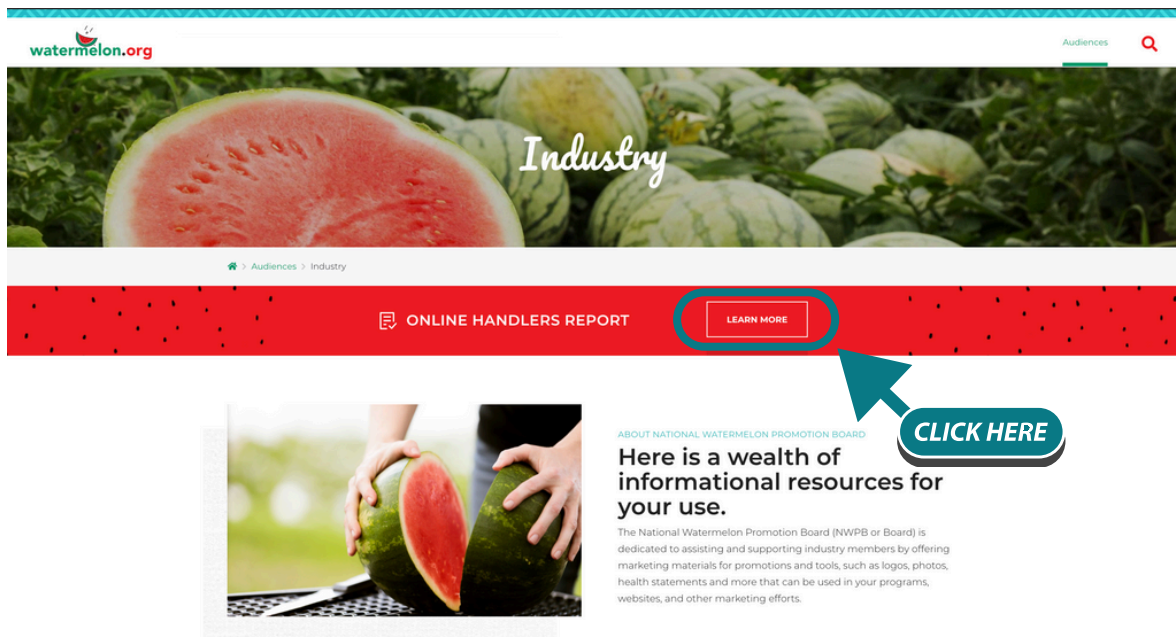 watermelon.org
Audiences
Industry
> Audiences > Industry
ONLINE HANDLERS REPORT
LEARN MORE
CLICK HERE
ABOUT NATIONAL WATERMELON PROMOTION BOARD
Here is a wealth of
informational resources for
your use.
The National Watermelon Promotion Board (NWPB or Board) is
dedicated to assisting and supporting industry members by offering
marketing materials for promotions and tools, such as logos, photos,
health statements and more that can be used in your programs,
websites, and other marketing efforts.